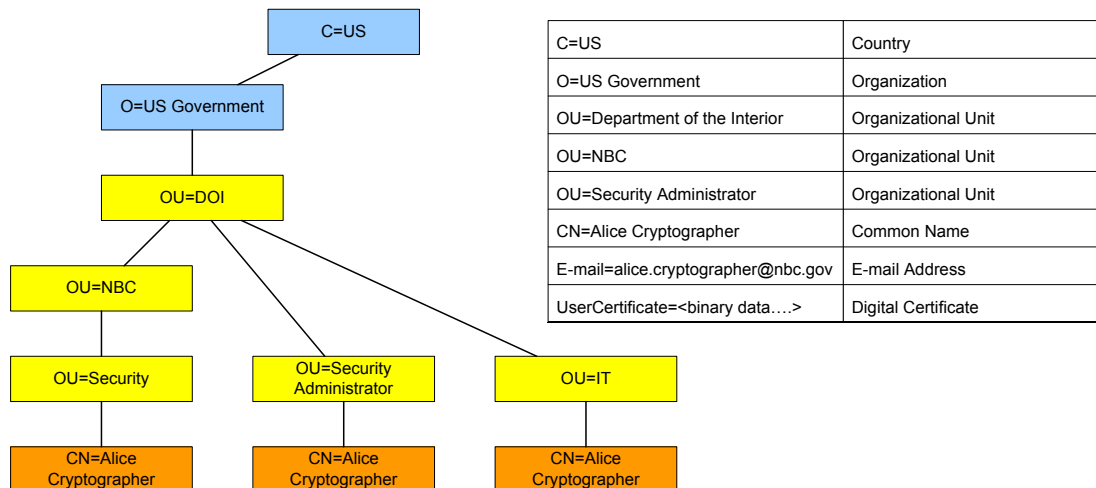 C=US
O=US Government
OU=DOI
OU=NBC
OU=Security
OU=Security
Administrator
OU=IT
CN=Alice
Cryptographer
CN=Alice
Cryptographer
CN=Alice
Cryptographer
C=US Country
O=US Government Organization
OU=Department of the Interior Organizational Unit
OU=NBC Organizational Unit
OU=Security Administrator Organizational Unit
CN=Alice Cryptographer Common Name
E-mail=alice.cryptographer@nbc.gov E-mail Address
UserCertificate=<binary data….> Digital Certificate